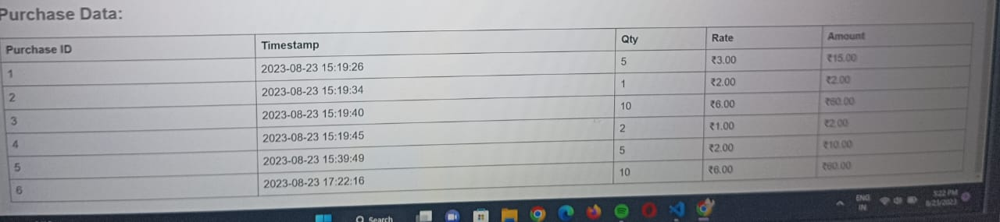 Purchase Data:
Purchase ID Timestamp Qty Rate Amount
1 2023-08-23 15:19:26 5 ₹3.00 ₹15.00
2 2023-08-23 15:19:34 1 ₹2.00 ₹2.00
3 2023-08-23 15:19:40 10 ₹6.00 ₹60.00
4 2023-08-23 15:19:45 2 ₹1.00 ₹2.00
5 2023-08-23 15:39:49 5 ₹2.00 ₹10.00
6 2023-08-23 17:22:16 10 ₹6.00 ₹60.00
Search
ENG
IN
5:22 PM
8/23/2023